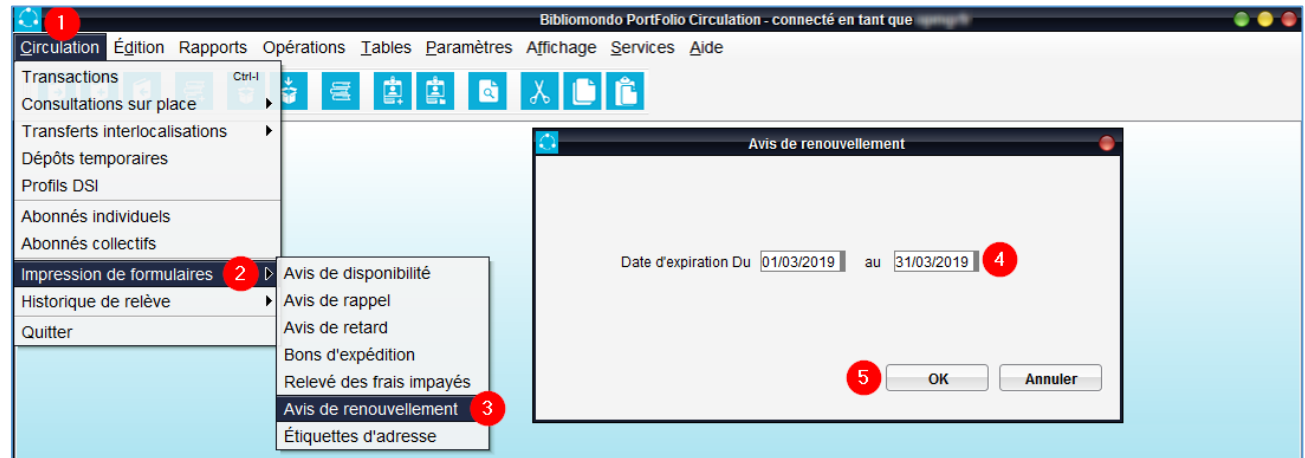 Bibliomondo PortFolio Circulation - connecté en tant que
1
Circulation Édition Rapports Opérations Tables Paramètres Affichage Services Aide
Transactions Ctrl-I
Consultations sur place
Transferts interlocalisations
Dépôts temporaires
Profils DSI
Abonnés individuels
Abonnés collectifs
Impression de formulaires 2
Historique de relève
Quitter
Avis de disponibilité
Avis de rappel
Avis de retard
Bons d'expédition
Relevé des frais impayés
Avis de renouvellement 3
Étiquettes d'adresse
Avis de renouvellement
Date d'expiration Du 01/03/2019 au 31/03/2019 4
5 OK Annuler